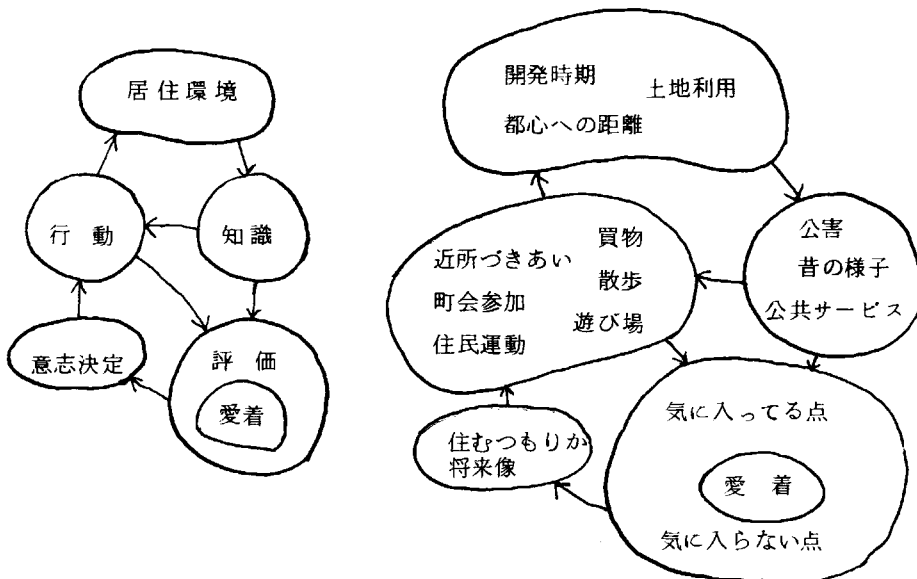 居住環境
行動
知識
意志決定
評価
愛着
開発時期
土地利用
都心への距離
近所づきあい
買物
町会参加
散歩
住民運動
遊び場
公害
昔の様子
公共サービス
住むつもりか
将来像
気に入ってる点
愛着
気に入らない点